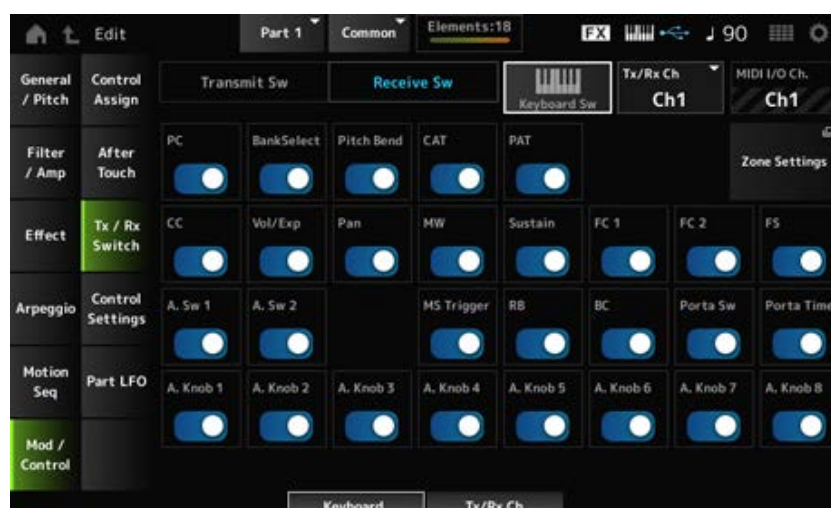 Edit
Part 1
Common
Elements:18
FX
90
General
/ Pitch
Control
Assign
Transmit Sw
Receive Sw
Keyboard Sw
Tx/Rx Ch
Ch1
MIDI I/O Ch.
Ch1
Filter
/ Amp
After
Touch
PC
BankSelect
Pitch Bend
CAT
PAT
Zone Settings
Effect
Tx / Rx
Switch
CC
Vol/Exp
Pan
MW
Sustain
FC 1
FC 2
FS
Arpeggio
Control
Settings
A. Sw 1
A. Sw 2
MS Trigger
RB
BC
Porta Sw
Porta Time
Motion
Seq
Part LFO
A. Knob 1
A. Knob 2
A. Knob 3
A. Knob 4
A. Knob 5
A. Knob 6
A. Knob 7
A. Knob 8
Mod /
Control
Keyboard
Tx/Rx Ch